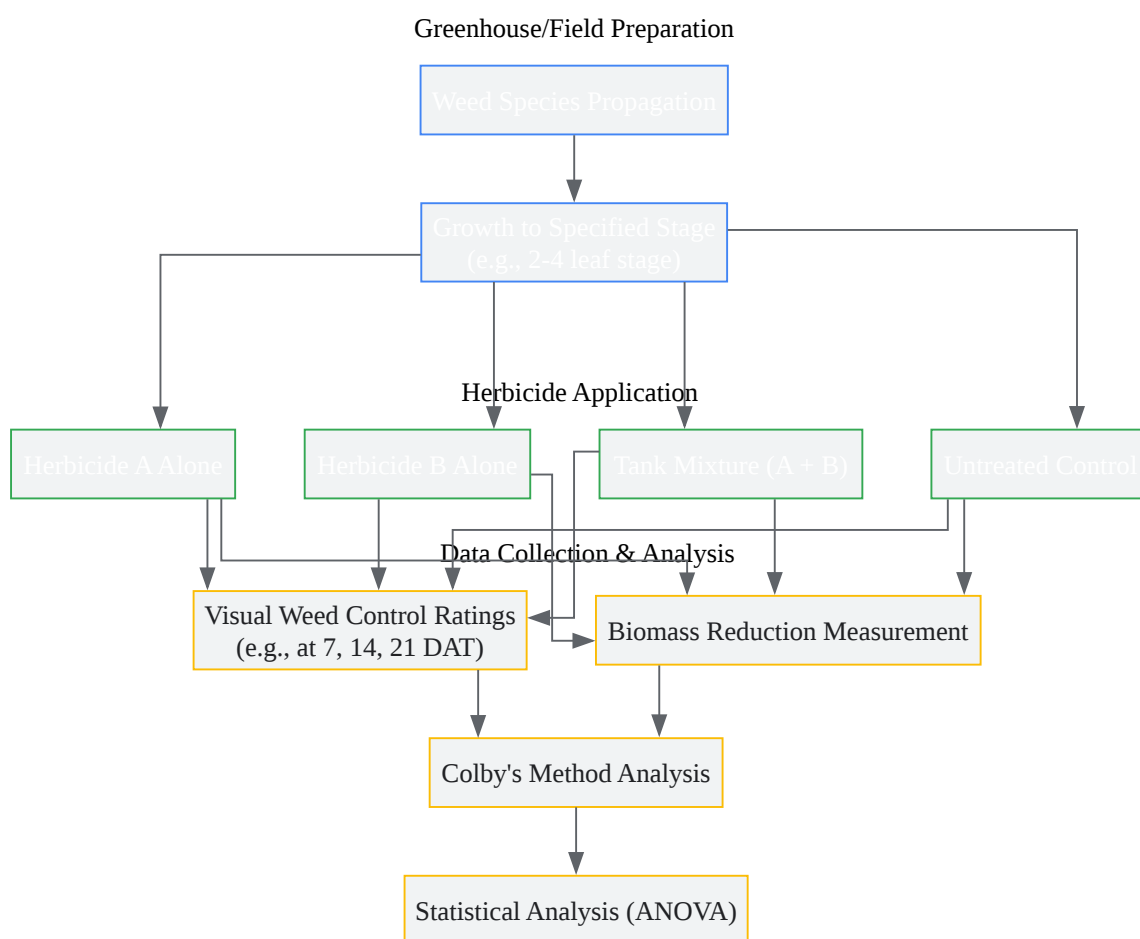 Greenhouse/Field Preparation
Weed Species Propagation
Growth to Specified Stage
(e.g., 2-4 leaf stage)
Herbicide Application
Herbicide A Alone
Herbicide B Alone
Tank Mixture (A + B)
Untreated Control
Data Collection & Analysis
Visual Weed Control Ratings
(e.g., at 7, 14, 21 DAT)
Biomass Reduction Measurement
Colby's Method Analysis
Statistical Analysis (ANOVA)